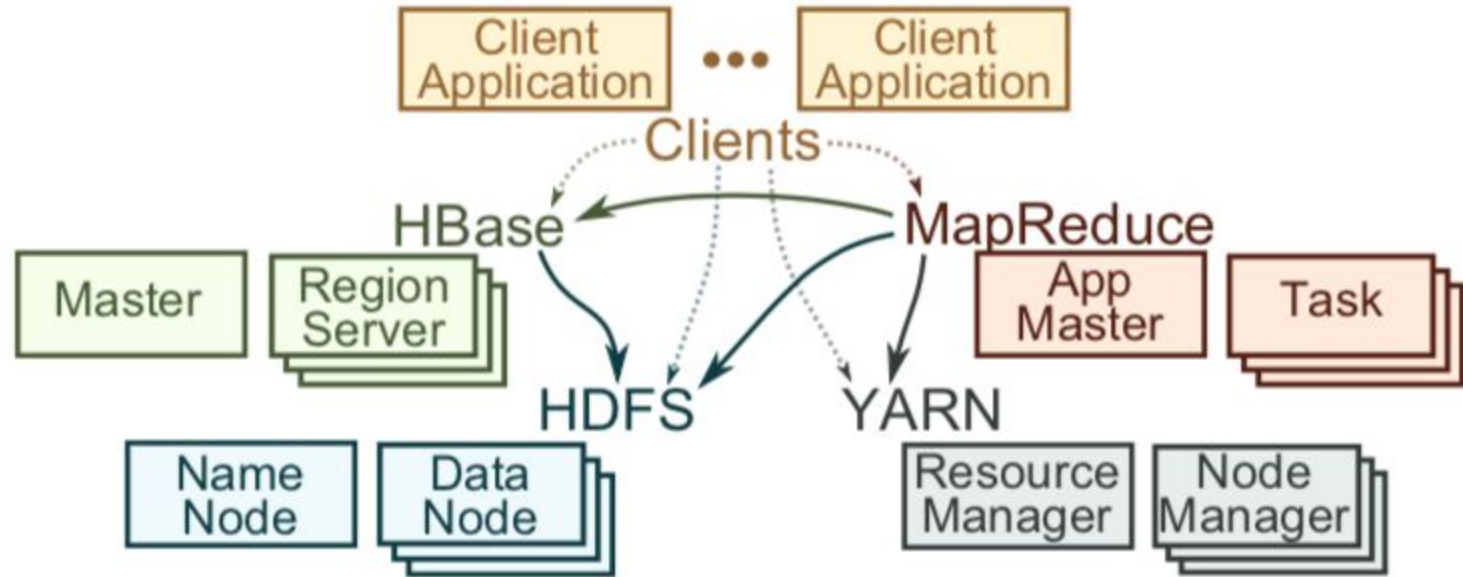 Client
Application
Client
Application
Clients
HBase
MapReduce
Master
Region
Server
App
Master
Task
HDFS
YARN
Name
Node
Data
Node
Resource
Manager
Node
Manager